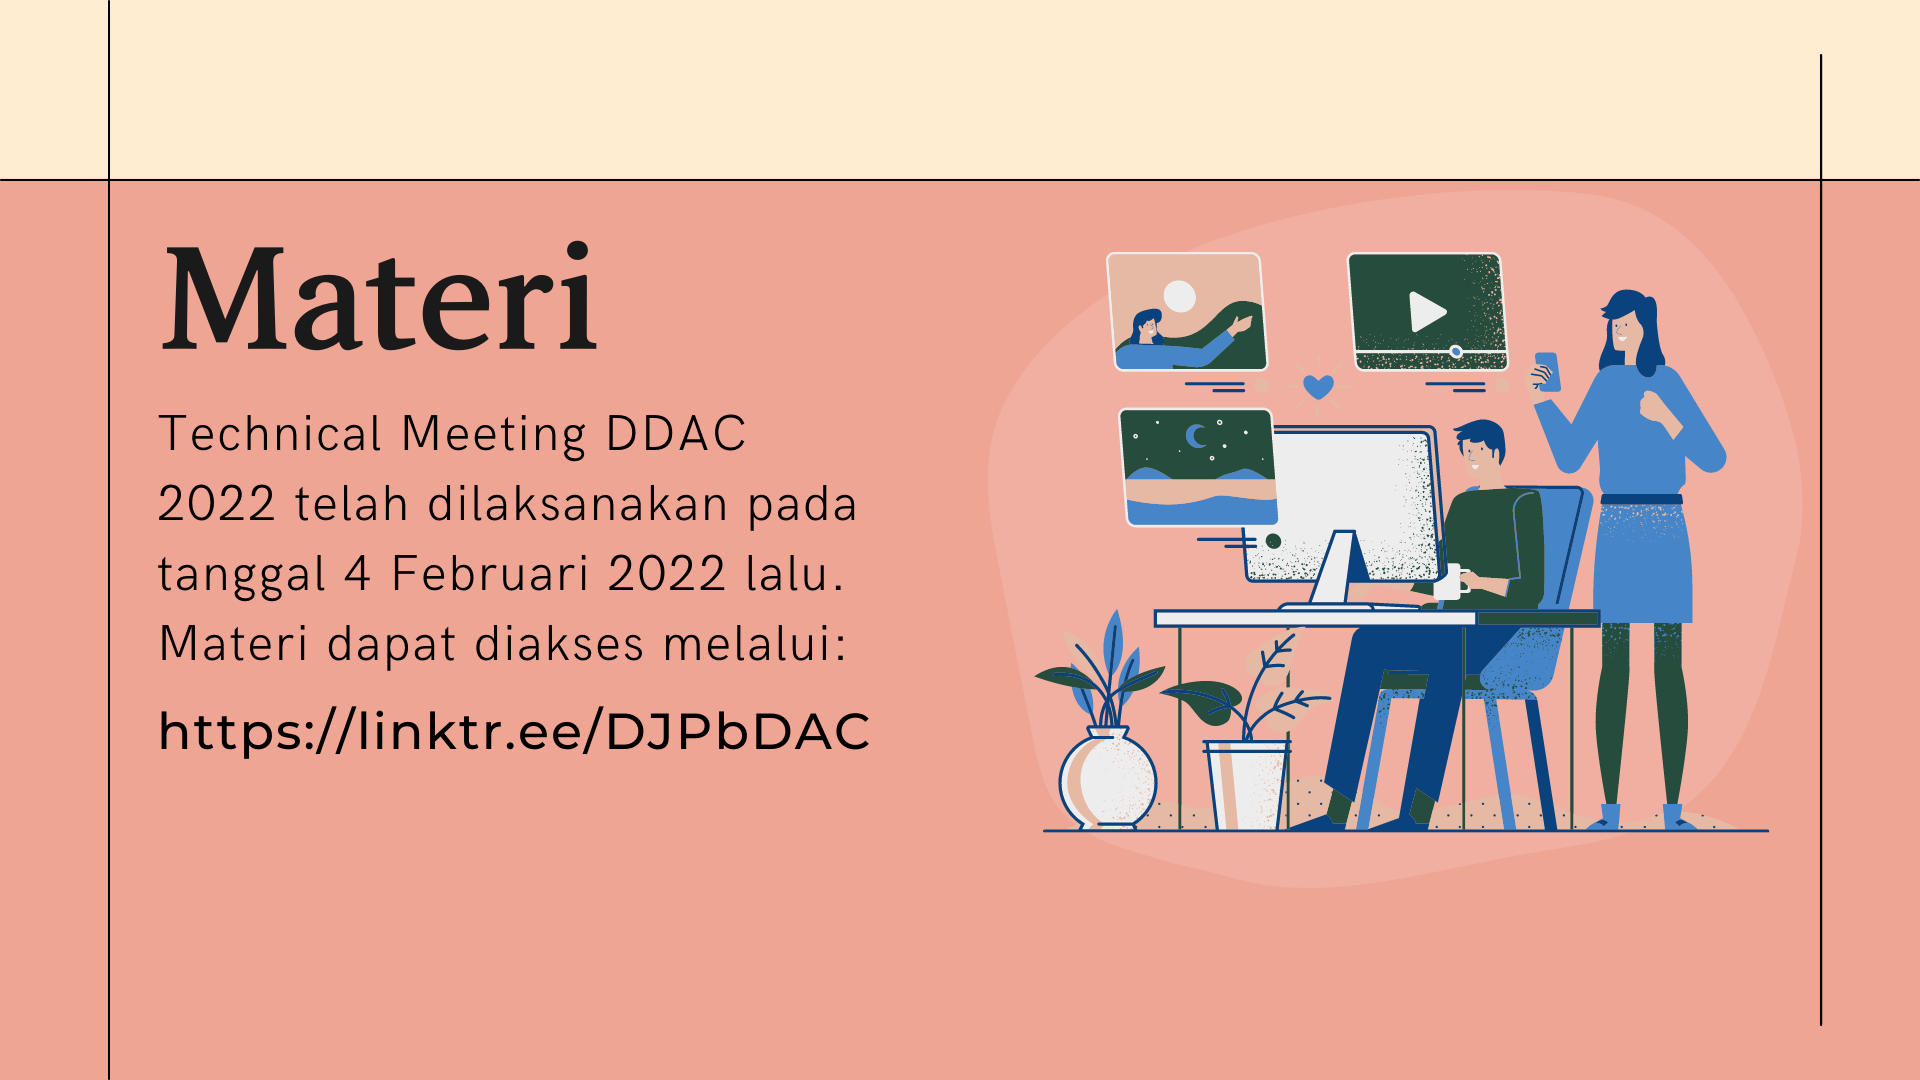 Materi
Technical Meeting DDAC
2022 telah dilaksanakan pada
tanggal 4 Februari 2022 lalu.
Materi dapat diakses melalui:
https://linktr.ee/DJPbDAC